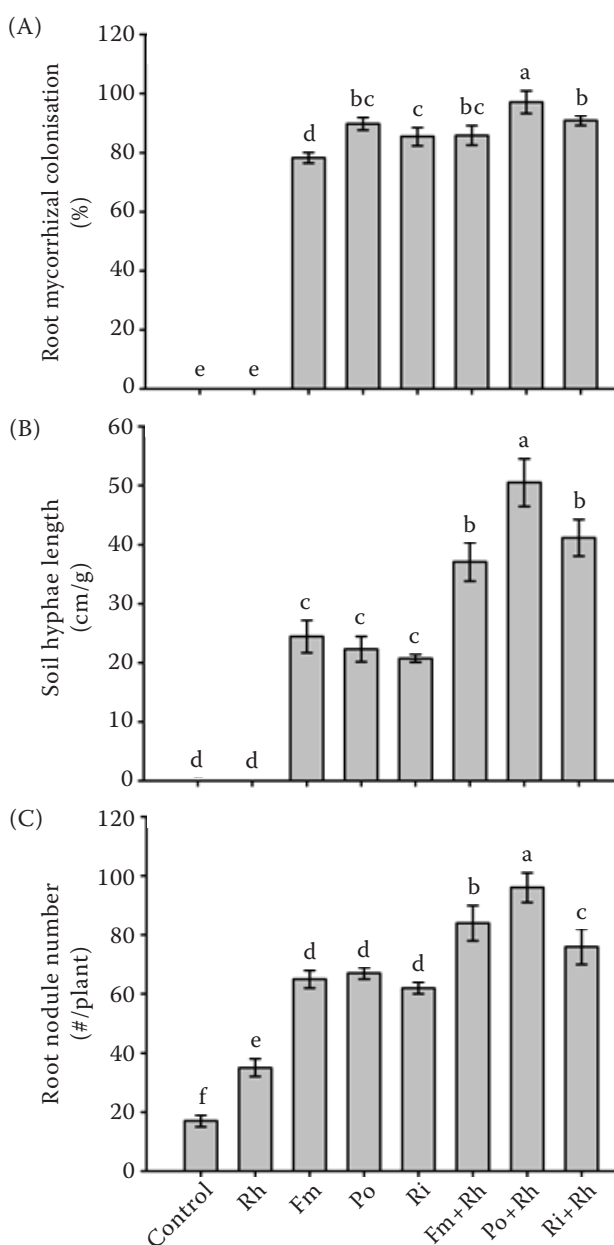 (A)
Root mycorrhizal colonisation
(%)
120
100
80
60
40
20
0
e
e
d
bc
c
bc
a
b
(B)
Soil hyphae length
(cm/g)
60
50
40
30
20
10
0
d
d
c
c
c
b
a
b
(C)
Root nodule number
(#/plant)
120
100
80
60
40
20
0
f
e
d
d
d
b
a
c
Control
Rh
Fm
Po
Ri
Fm+Rh
Po+Rh
Ri+Rh